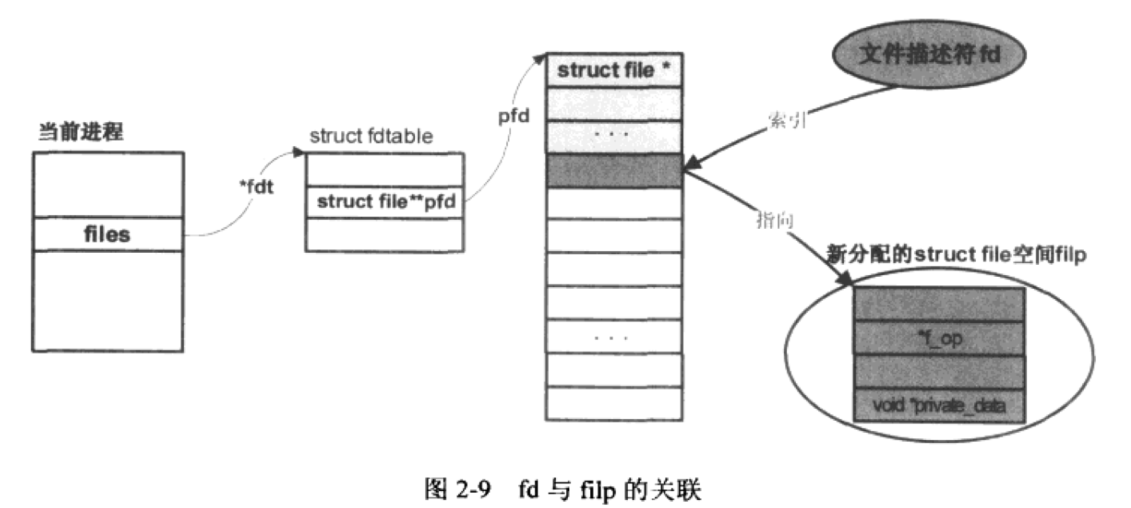 当前进程
files
*fdt
struct fdtable
struct file**pfd
pfd
struct file *
...
...
文件描述符fd
索引
指向
新分配的struct file空间filp
*f_op
void *private_data
图 2-9 fd 与 filp 的关联